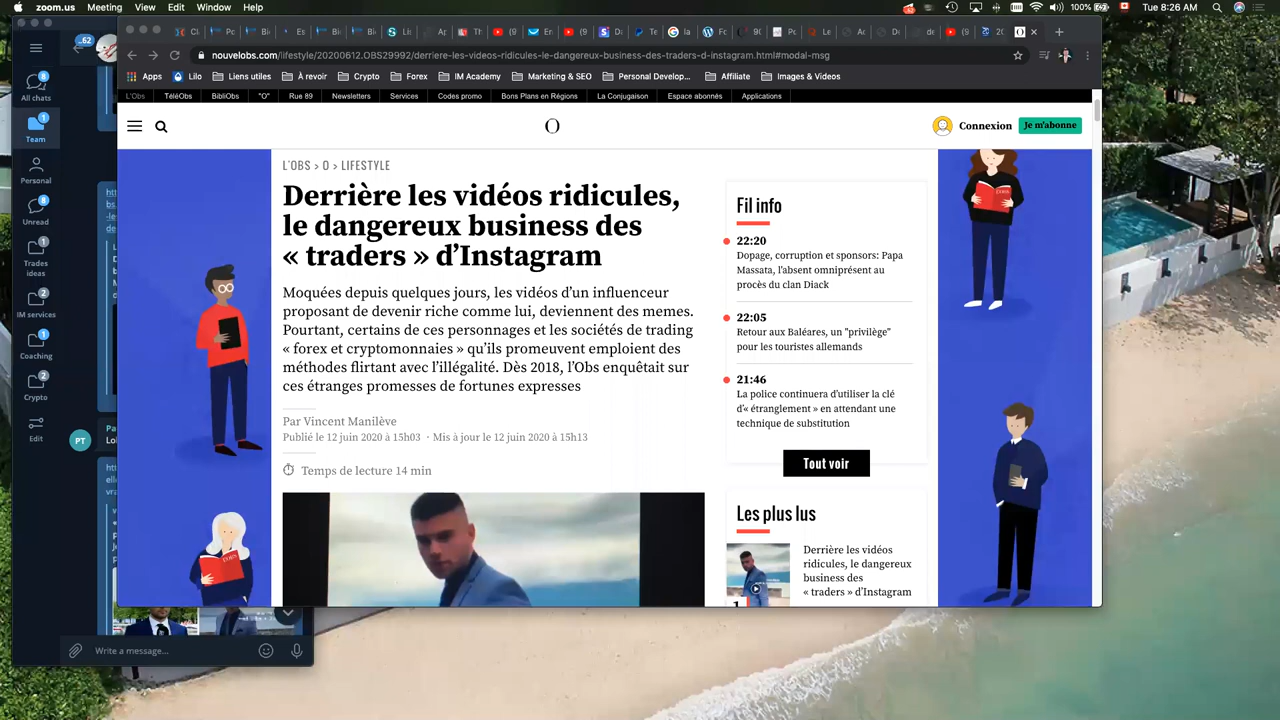 zoom.us Meeting View Edit Window Help
100% Tue 8:26 AM
nouvelobs.com/lifestyle/20200612.OBS29992/derriere-les-videos-ridicules-le-dangereux-business-des-traders-d-instagram.html#modal-msg
Apps Lilo Liens utiles À revoir Crypto Forex IM Academy Marketing & SEO Personal Develop... Affiliate Images & Videos
L'Obs TéléObs BibliObs "O" Rue 89 Newsletters Services Codes promo Bons Plans en Régions La Conjugaison Espace abonnés Applications
O
Connexion Je m'abonne
..62
8
All chats
1
Team
Personal
8
Unread
1
Trades
ideas
2
IM services
1
Coaching
2
Crypto
Edit
PT
Write a message...
L'OBS > O > LIFESTYLE
Derrière les vidéos ridicules,
le dangereux business des
« traders » d'Instagram
Moquées depuis quelques jours, les vidéos d'un influenceur
proposant de devenir riche comme lui, deviennent des memes.
Pourtant, certains de ces personnages et les sociétés de trading
« forex et cryptomonnaies » qu'ils promeuvent emploient des
méthodes flirtant avec l'illégalité. Dès 2018, l'Obs enquêtait sur
ces étranges promesses de fortunes expresses
Par Vincent Manilève
Publié le 12 juin 2020 à 15h03 · Mis à jour le 12 juin 2020 à 15h13
Temps de lecture 14 min
Fil info
22:20
Dopage, corruption et sponsors: Papa
Massata, l'absent omniprésent au
procès du clan Diack
22:05
Retour aux Baléares, un "privilège"
pour les touristes allemands
21:46
La police continuera d'utiliser la clé
d'« étranglement » en attendant une
technique de substitution
Tout voir
Les plus lus
Derrière les vidéos
ridicules, le dangereux
business des
« traders » d'Instagram
1